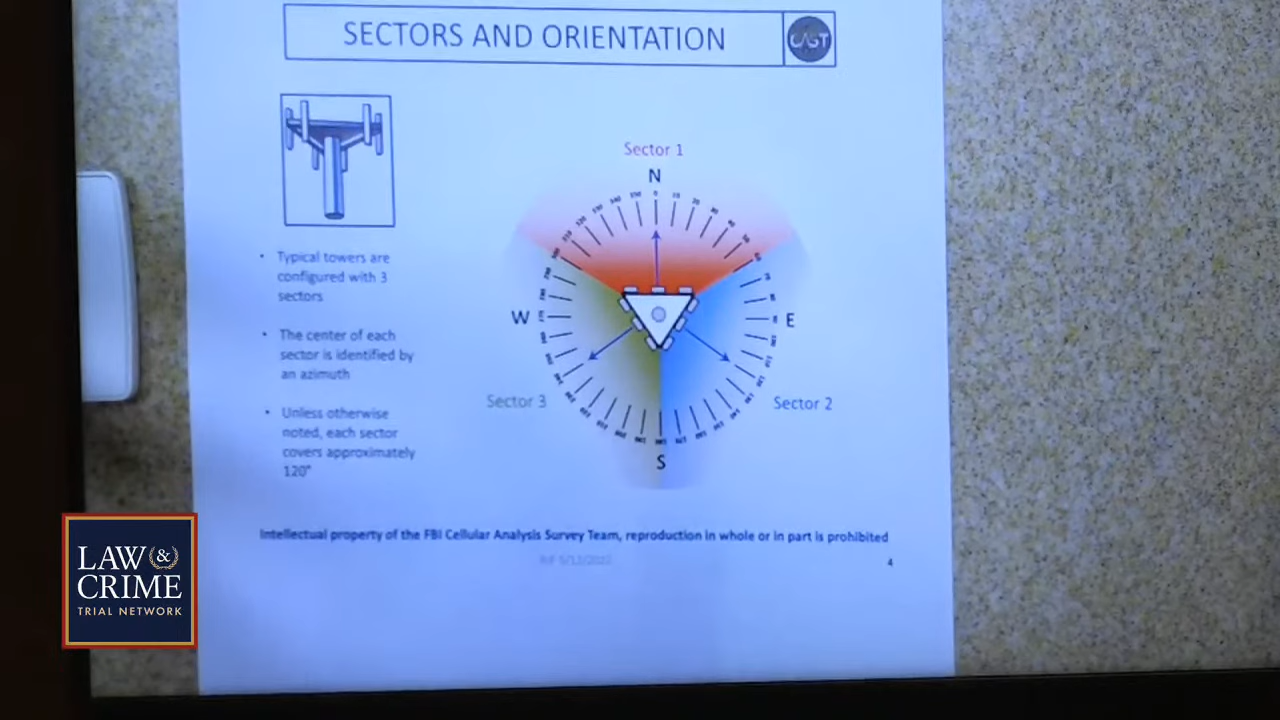 SECTORS AND ORIENTATION
CAST
Sector 1
N
Typical towers are
configured with 3
sectors
W
E
The center of each
sector is identified by
an azimuth
Sector 3
Sector 2
Unless otherwise
noted, each sector
covers approximately
120°
S
Intellectual property of the FBI Cellular Analysis Survey Team, reproduction in whole or in part is prohibited
4
LAW &
CRIME
TRIAL NETWORK